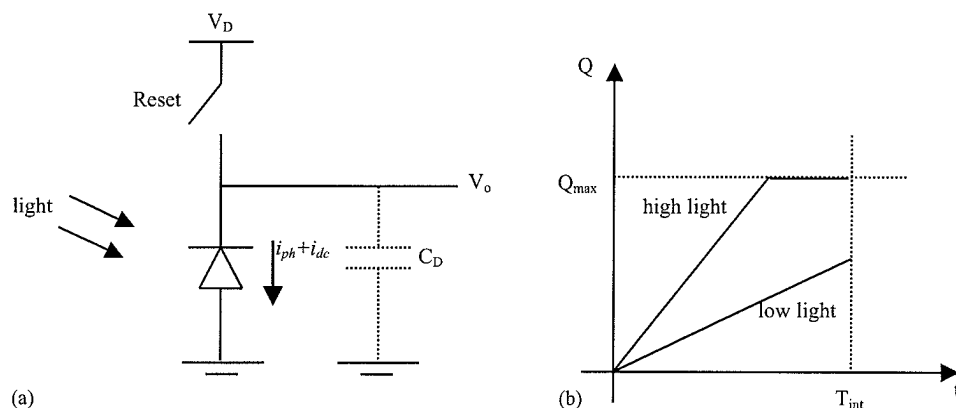 V_D
Reset
V_o
light
i_ph+i_dc
C_D
(a)
Q
Q_max
high light
low light
T_int
t
(b)